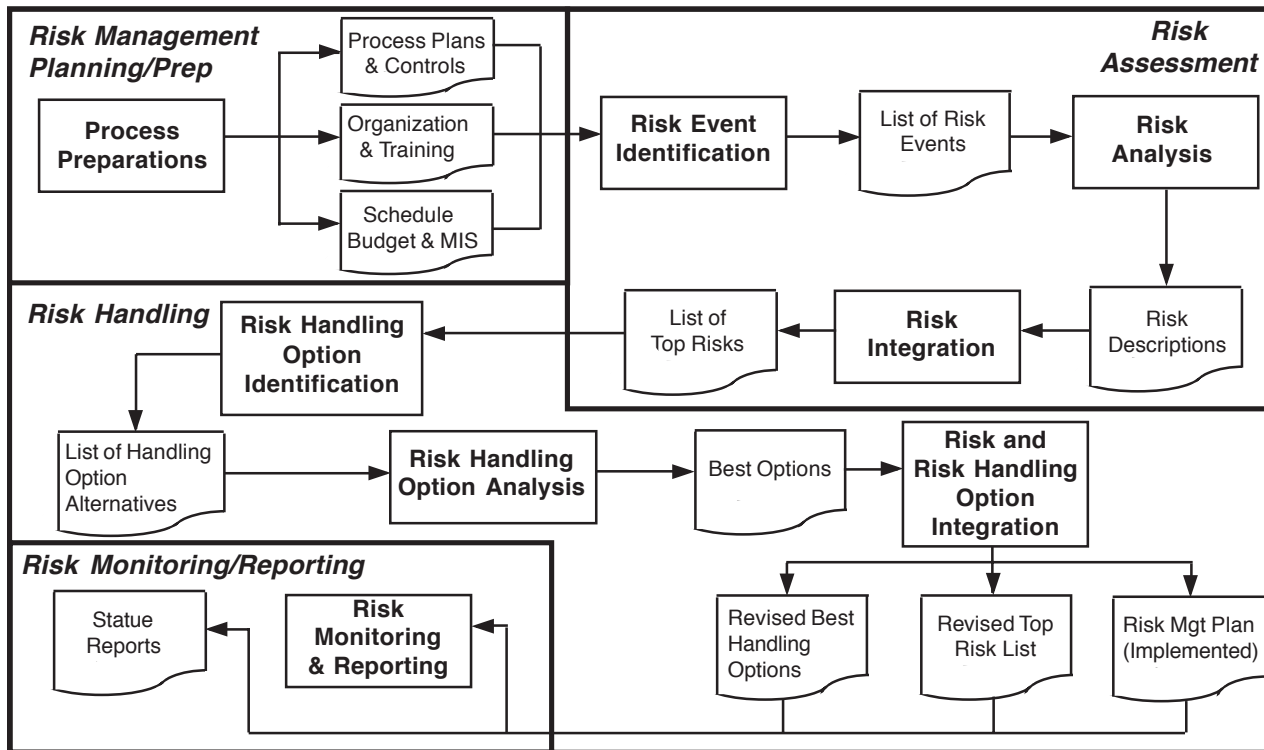 Risk Management
Planning/Prep
Process
Preparations
Process Plans
& Controls
Organization
& Training
Schedule
Budget & MIS
Risk
Assessment
Risk Event
Identification
List of Risk
Events
Risk
Analysis
Risk
Descriptions
Risk
Integration
List of
Top Risks
Risk Handling
Risk Handling
Option
Identification
List of Handling
Option
Alternatives
Risk Handling
Option Analysis
Best Options
Risk and
Risk Handling
Option
Integration
Revised Best
Handling
Options
Revised Top
Risk List
Risk Mgt Plan
(Implemented)
Risk Monitoring/Reporting
Statue
Reports
Risk
Monitoring
& Reporting